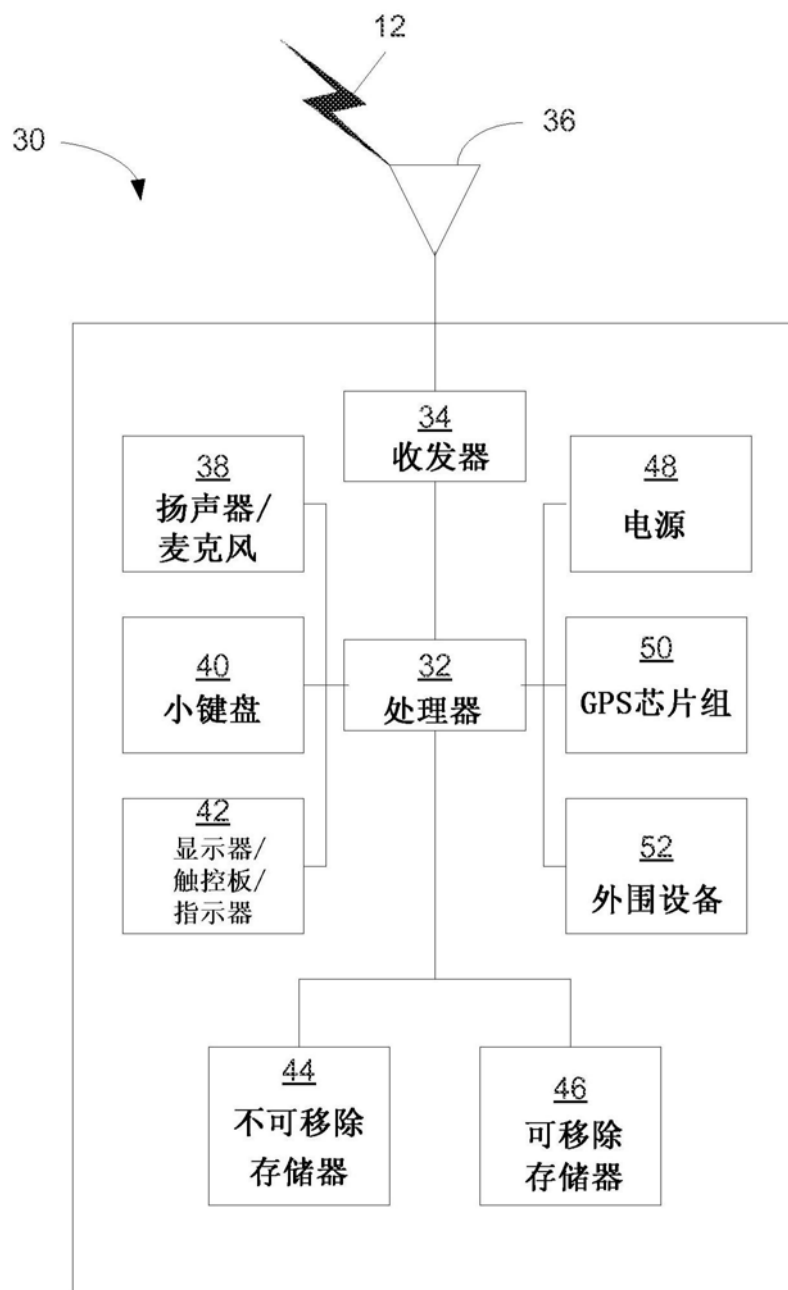 12
36
30
34
收发器
38
扬声器/
麦克风
48
电源
40
小键盘
32
处理器
50
GPS芯片组
42
显示器/
触控板/
指示器
52
外围设备
44
不可移除
存储器
46
可移除
存储器